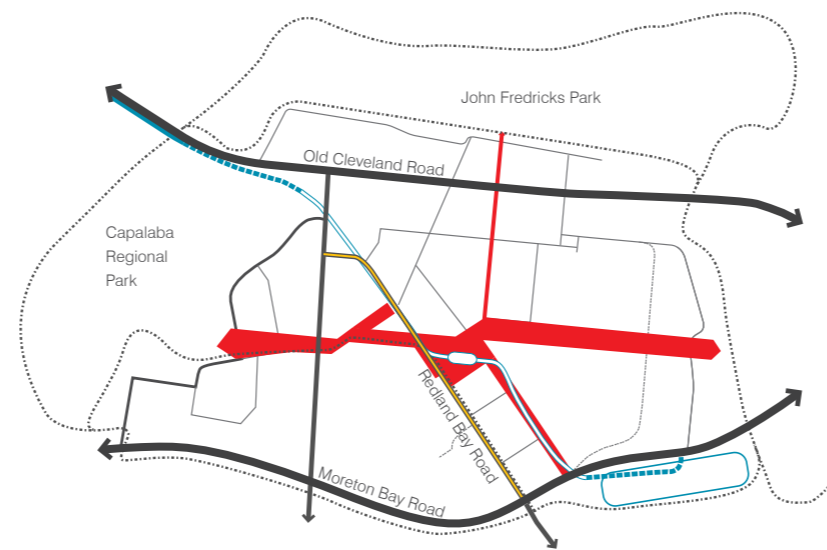 John Fredricks Park
Old Cleveland Road
Capalaba
Regional
Park
Redland Bay Road
Moreton Bay Road